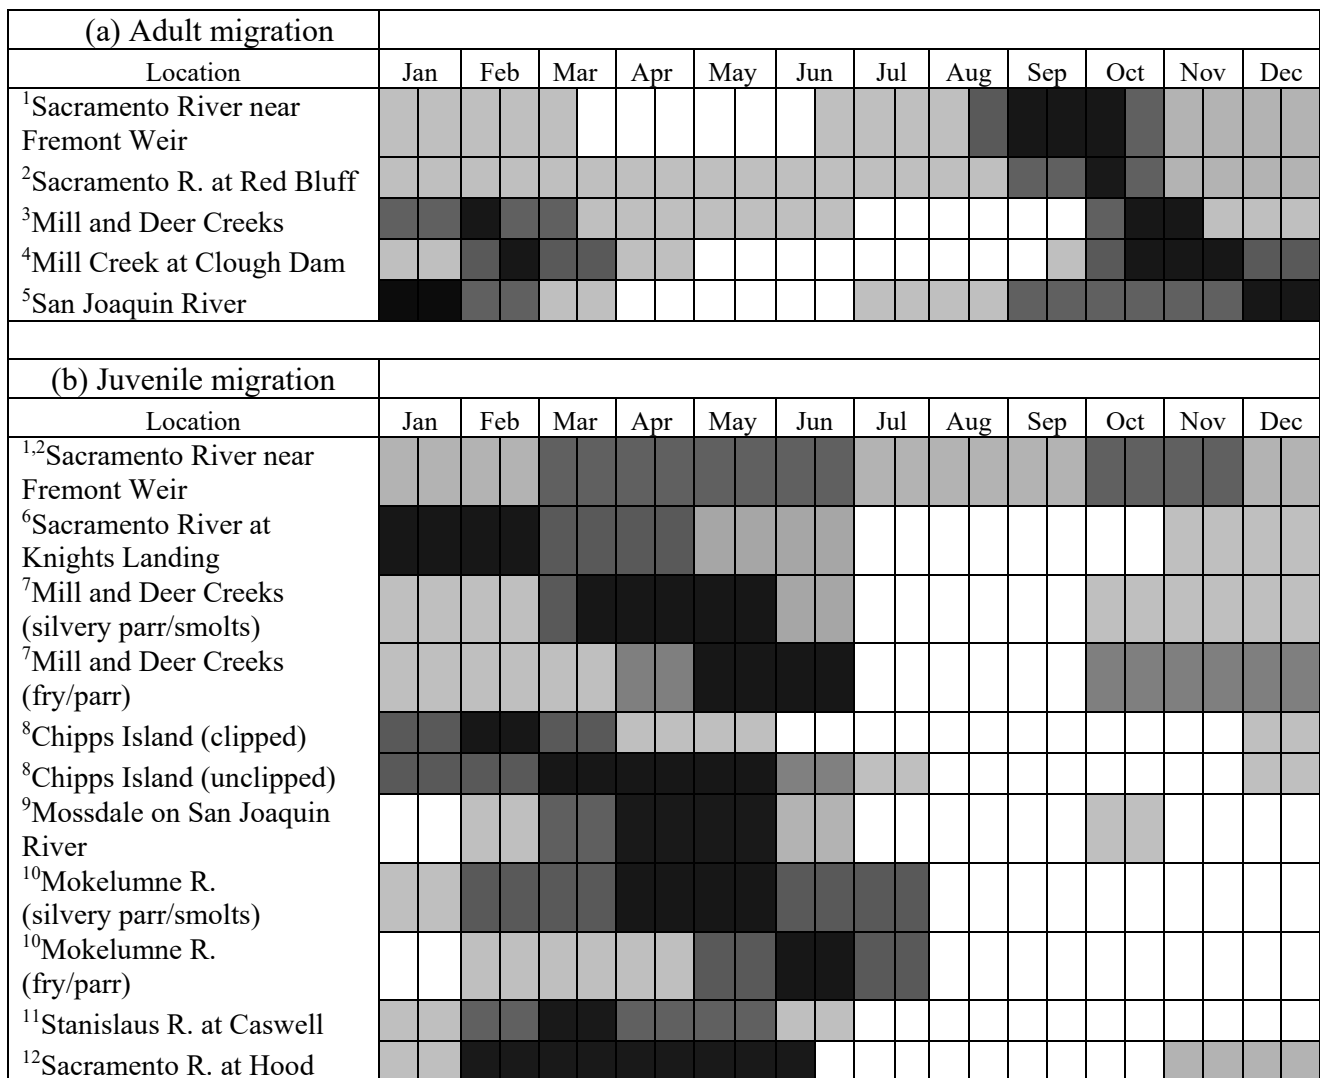 (a) Adult migration
Location Jan Feb Mar Apr May Jun Jul Aug Sep Oct Nov Dec
1Sacramento River near
Fremont Weir
2Sacramento R. at Red Bluff
3Mill and Deer Creeks
4Mill Creek at Clough Dam
5San Joaquin River
(b) Juvenile migration
Location Jan Feb Mar Apr May Jun Jul Aug Sep Oct Nov Dec
1,2Sacramento River near
Fremont Weir
6Sacramento River at
Knights Landing
7Mill and Deer Creeks
(silvery parr/smolts)
7Mill and Deer Creeks
(fry/parr)
8Chipps Island (clipped)
8Chipps Island (unclipped)
9Mossdale on San Joaquin
River
10Mokelumne R.
(silvery parr/smolts)
10Mokelumne R.
(fry/parr)
11Stanislaus R. at Caswell
12Sacramento R. at Hood